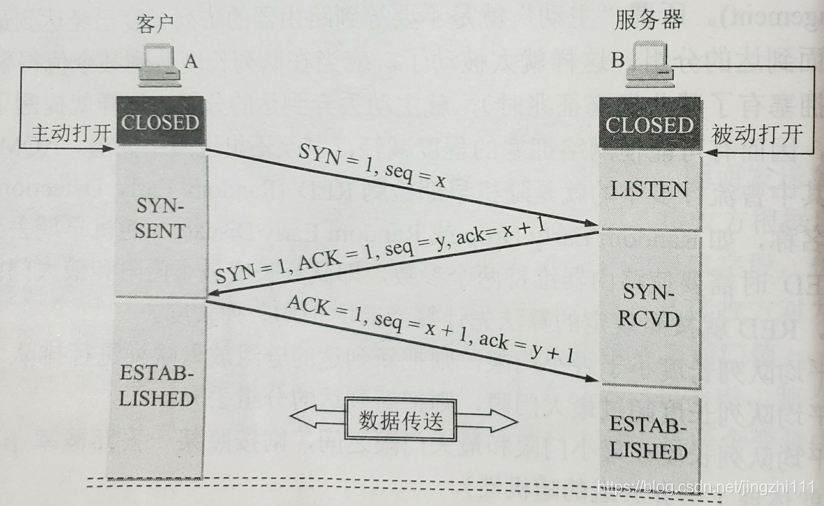 客户
服务器
A
B
CLOSED
CLOSED
主动打开
被动打开
SYN = 1, seq = x
LISTEN
SYN-
SENT
SYN = 1, ACK = 1, seq = y, ack= x + 1
SYN-
RCVD
ACK = 1, seq = x + 1, ack = y + 1
ESTAB-
LISHED
数据传送
ESTAB-
LISHED
https://blog.csdn.net/jingzhi111